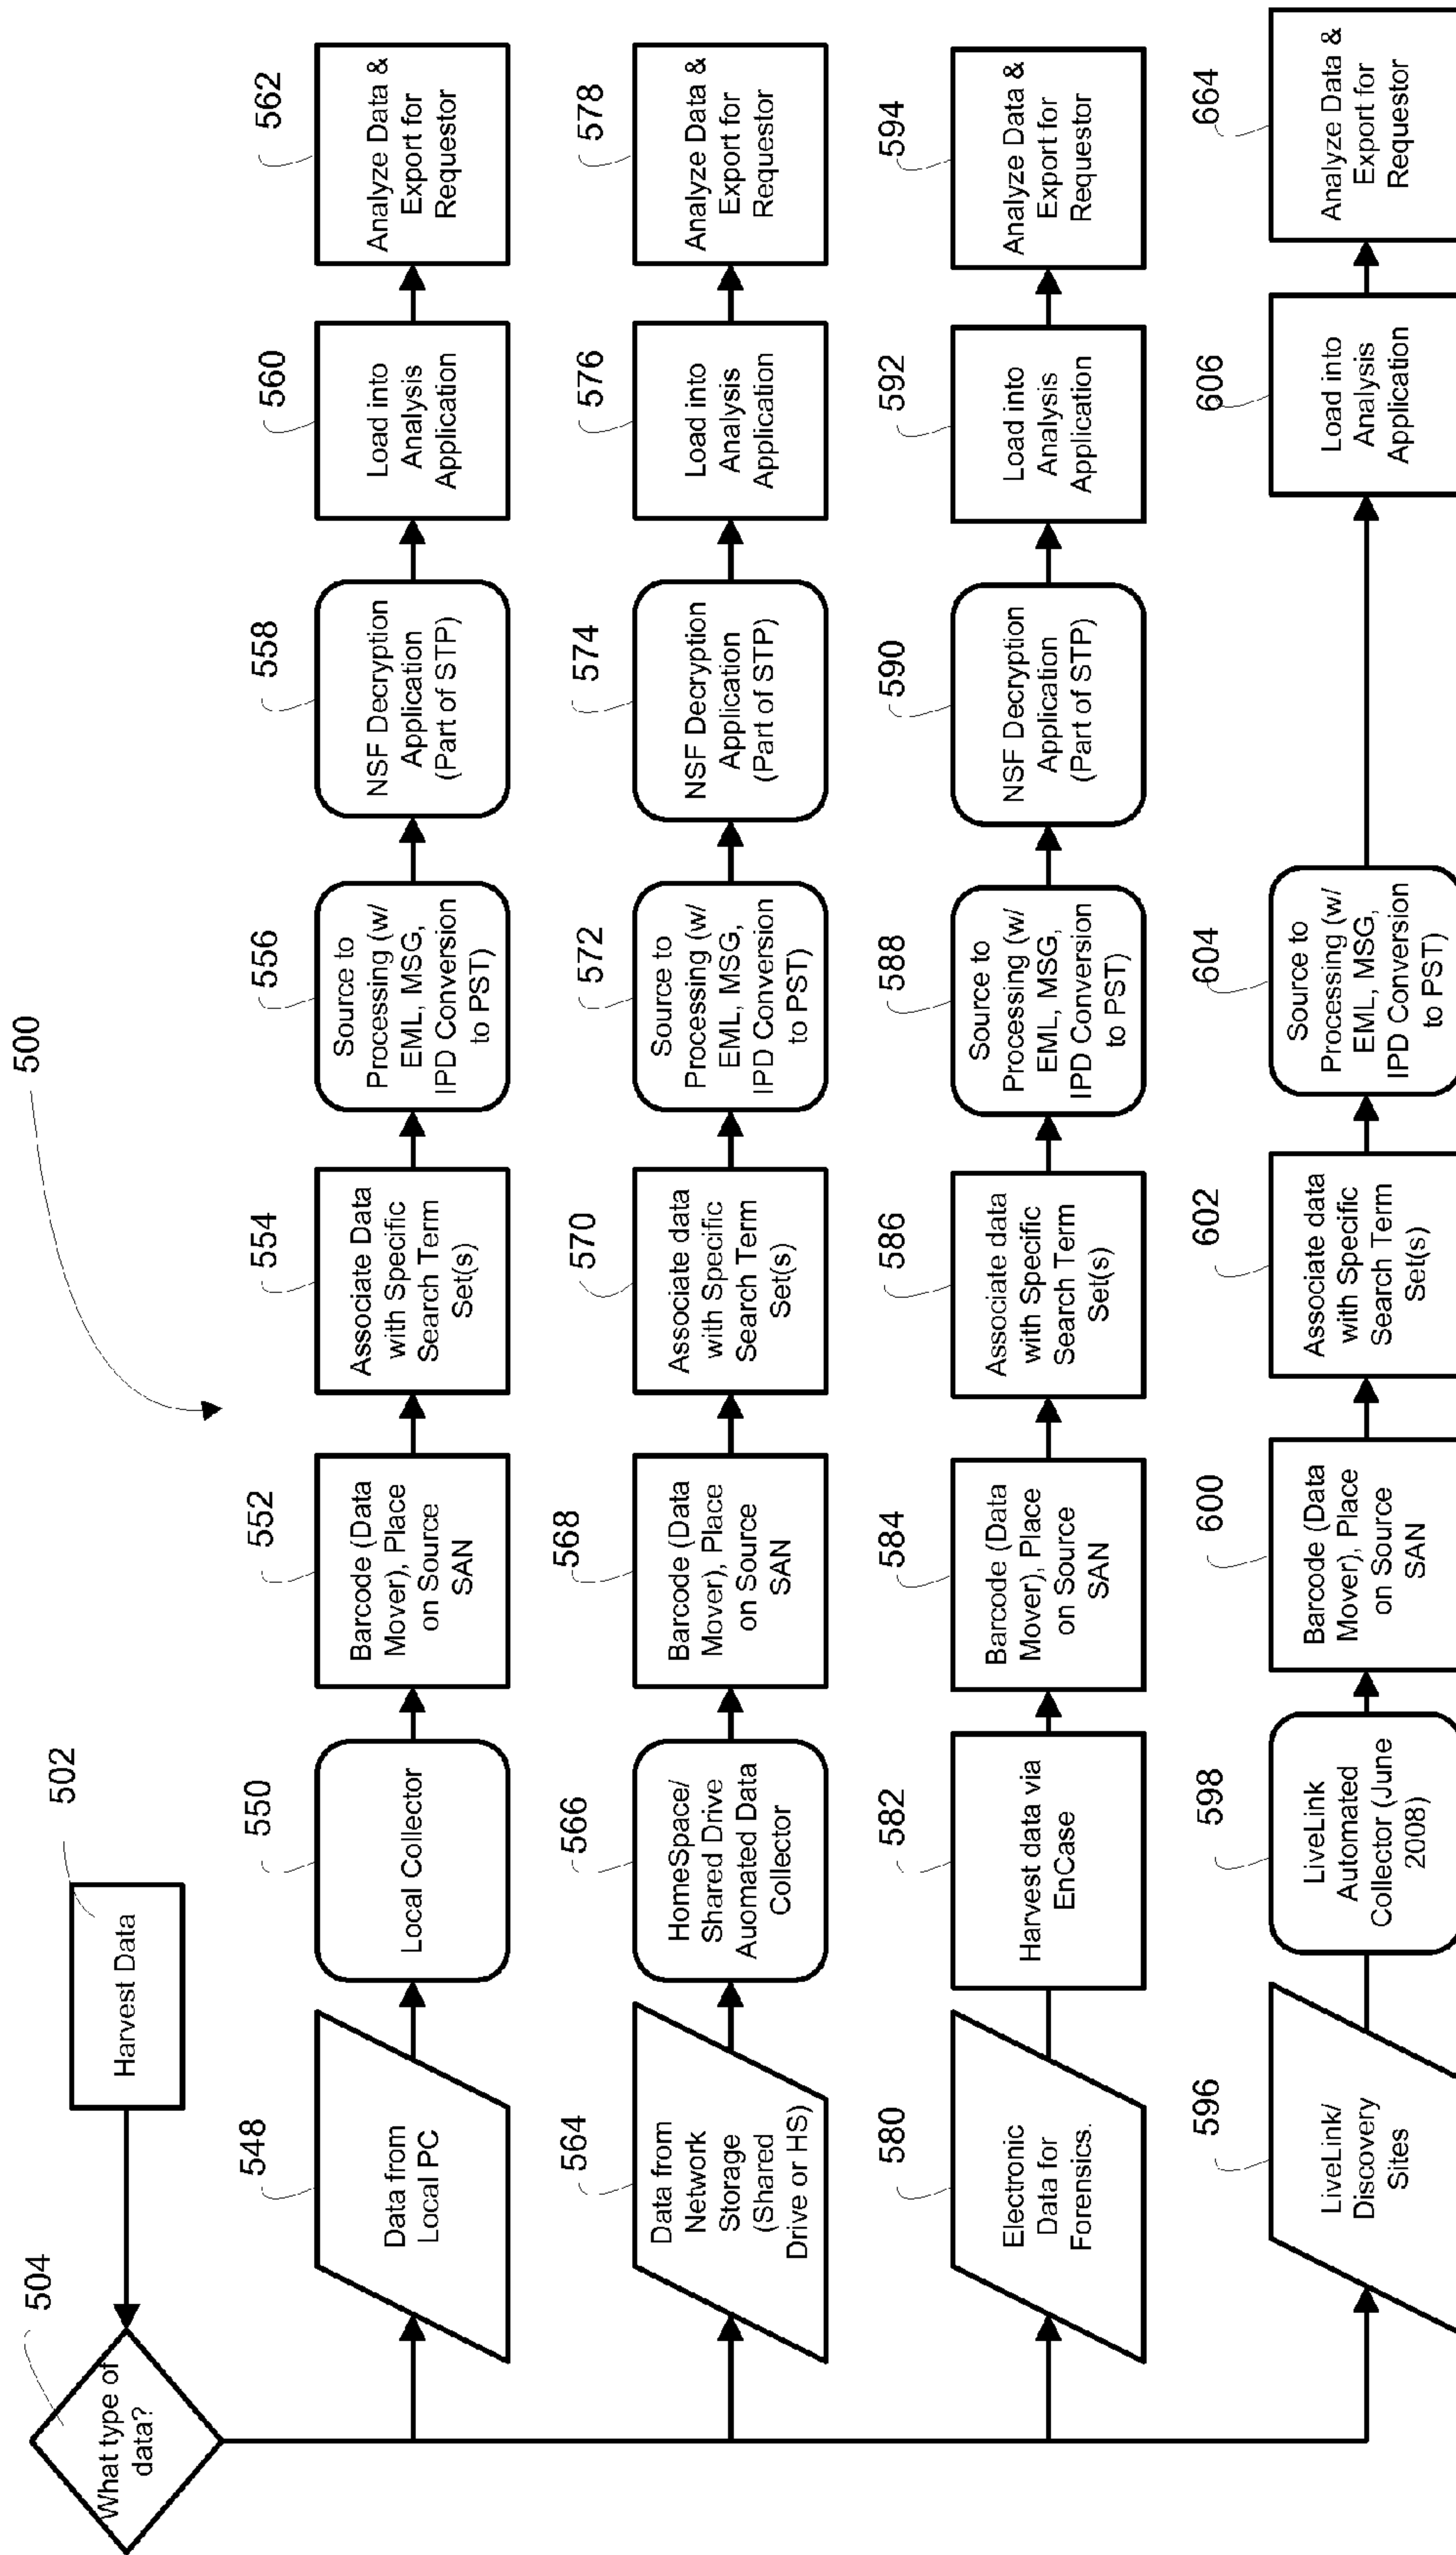 500
502
Harvest Data
504
What type of
data?
548
Data from
Local PC
550
Local Collector
552
Barcode (Data
Mover), Place
on Source
SAN
554
Associate Data
with Specific
Search Term
Set(s)
556
Source to
Processing (w/
EML, MSG,
IPD Conversion
to PST)
558
NSF Decryption
Application
(Part of STP)
560
Load into
Analysis
Application
562
Analyze Data &
Export for
Requestor
564
Data from
Network
Storage
(Shared
Drive or HS)
566
HomeSpace/
Shared Drive
Auomated Data
Collector
568
Barcode (Data
Mover), Place
on Source
SAN
570
Associate data
with Specific
Search Term
Set(s)
572
Source to
Processing (w/
EML, MSG,
IPD Conversion
to PST)
574
NSF Decryption
Application
(Part of STP)
576
Load into
Analysis
Application
578
Analyze Data &
Export for
Requestor
580
Electronic
Data for
Forensics.
582
Harvest data via
EnCase
584
Barcode (Data
Mover), Place
on Source
SAN
586
Associate data
with Specific
Search Term
Set(s)
588
Source to
Processing (w/
EML, MSG,
IPD Conversion
to PST)
590
NSF Decryption
Application
(Part of STP)
592
Load into
Analysis
Application
594
Analyze Data &
Export for
Requestor
596
LiveLink/
Discovery
Sites
598
LiveLink
Automated
Collector (June
2008)
600
Barcode (Data
Mover), Place
on Source
SAN
602
Associate data
with Specific
Search Term
Set(s)
604
Source to
Processing (w/
EML, MSG,
IPD Conversion
to PST)
606
Load into
Analysis
Application
664
Analyze Data &
Export for
Requestor